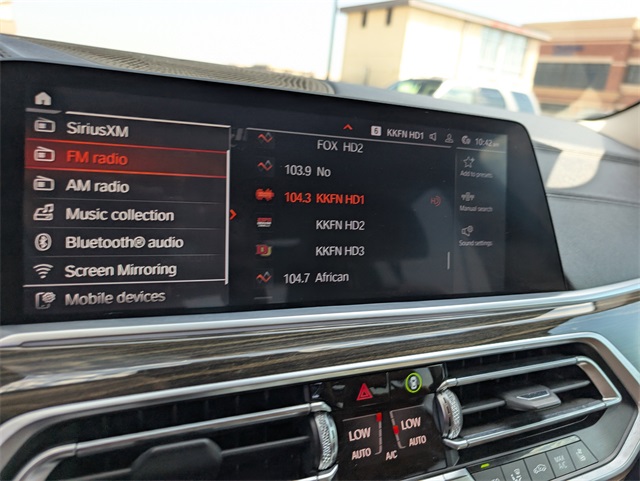 6 KKFN HD1 10:42
SiriusXM
FM radio
AM radio
Music collection
Bluetooth® audio
Screen Mirroring
Mobile devices
FOX HD2
103.9 No
104.3 KKFN HD1
KKFN HD2
KKFN HD3
104.7 African
Add to presets
Manual search
Sound settings
LOW LOW
AUTO A/C AUTO